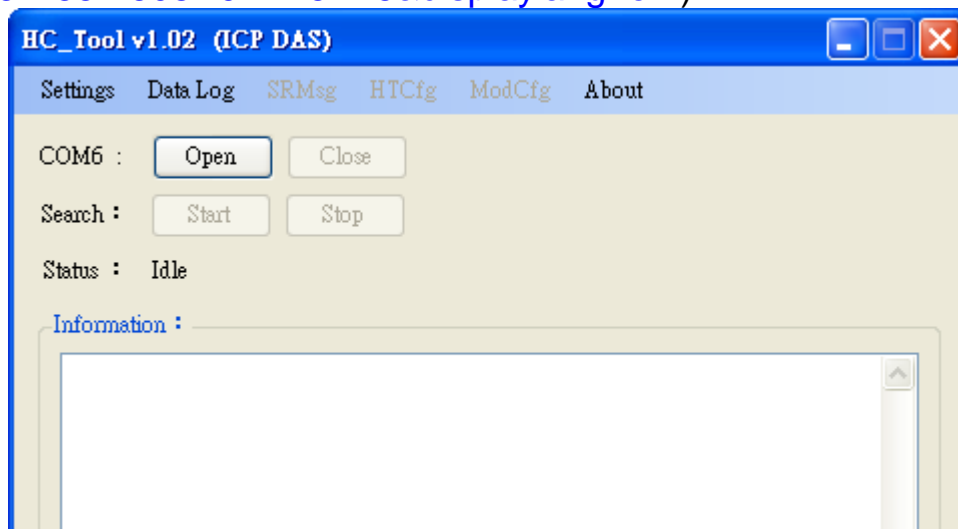 HC_Tool v1.02 (ICP DAS)
Settings Data Log SRMsg HTCfg ModCfg About
COM6 : Open Close
Search : Start Stop
Status : Idle
Information :